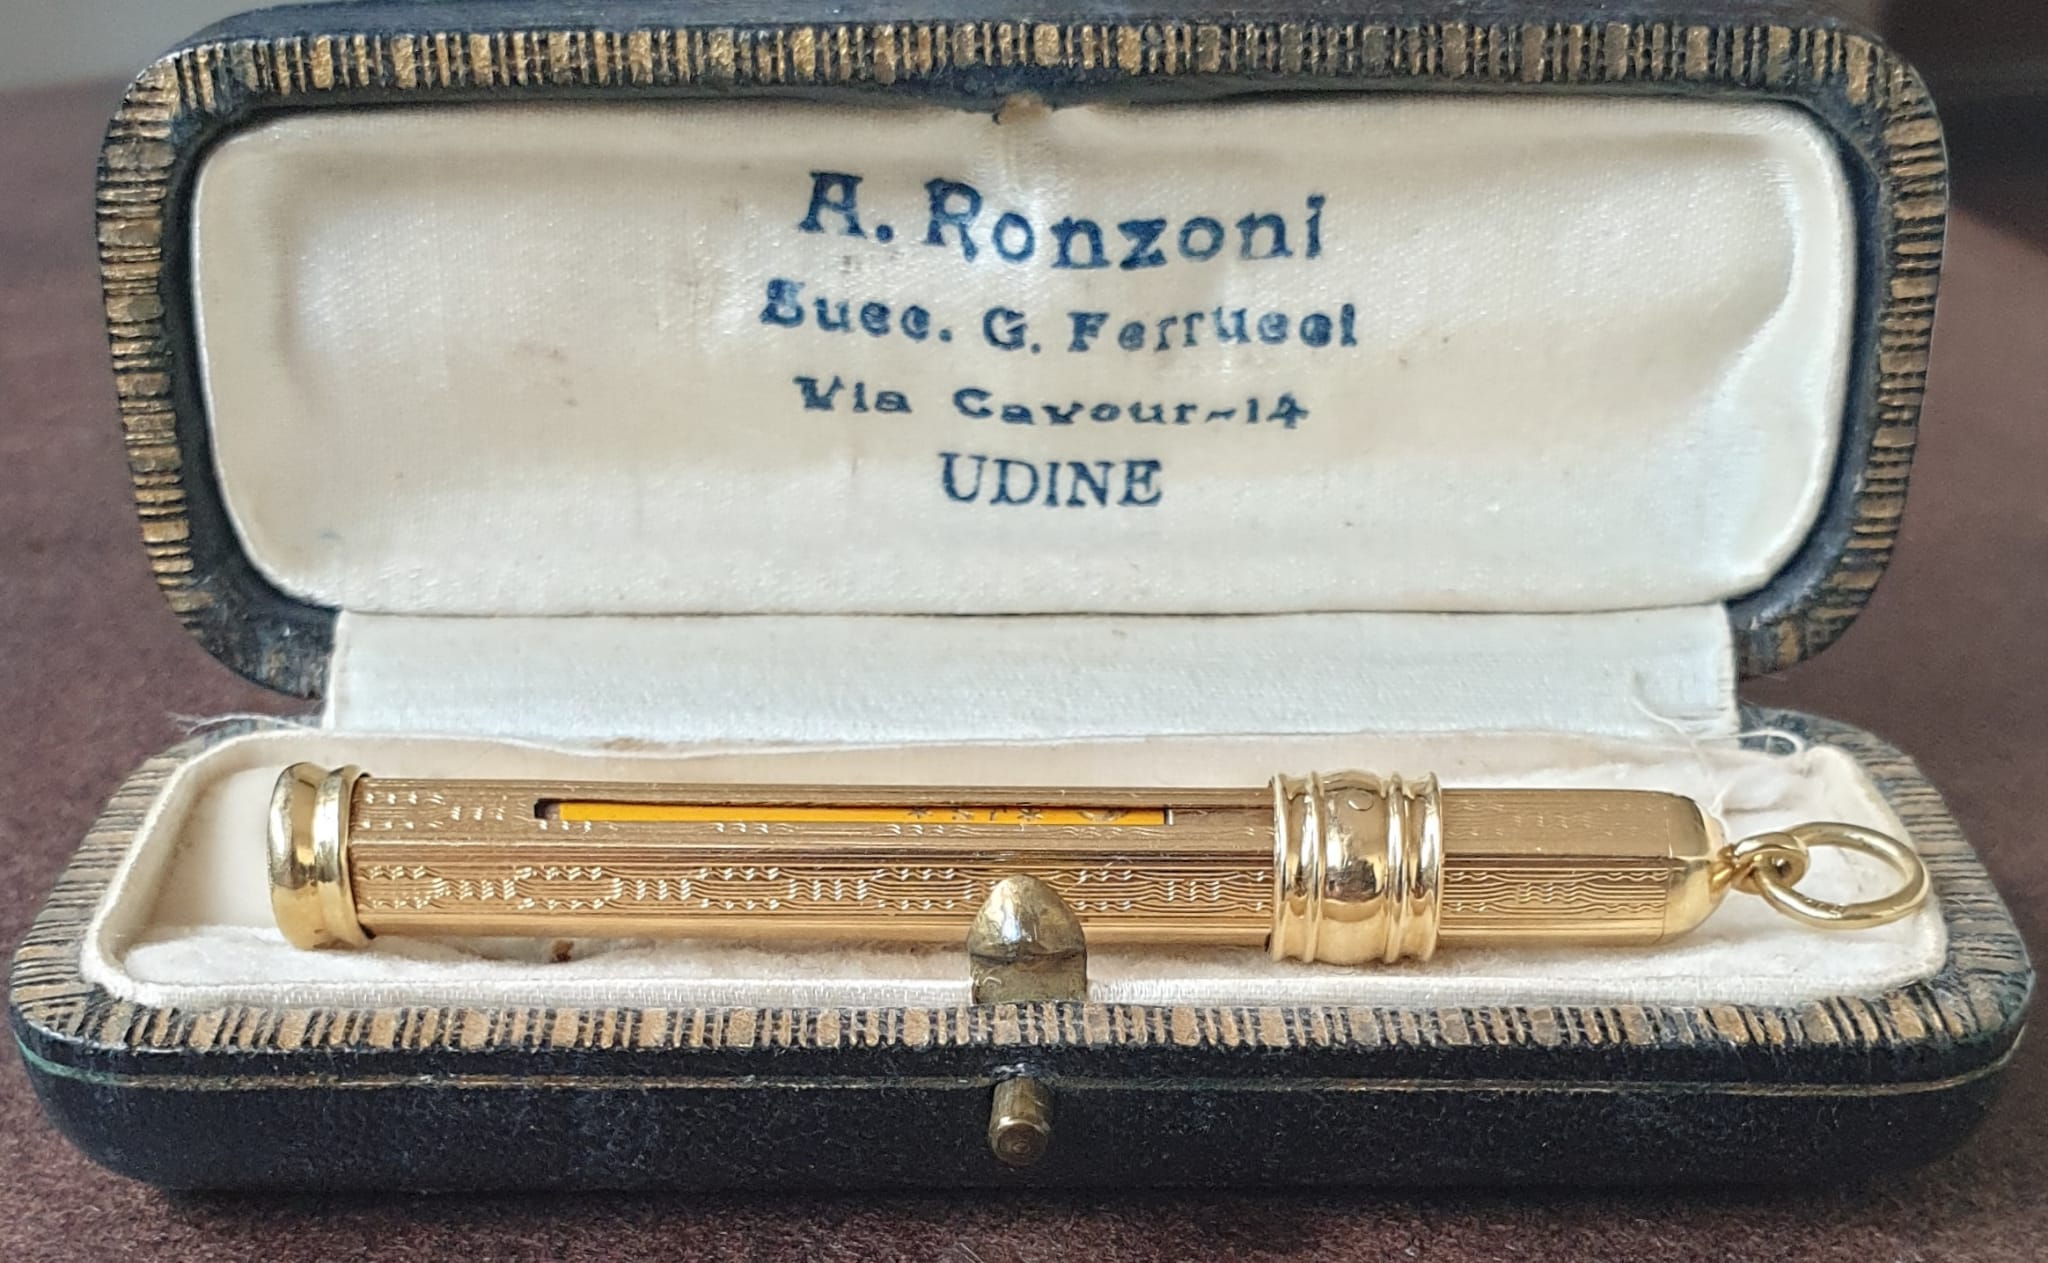 A. Ronzoni
Succ. G. Ferrucci
Via Cavour~14
UDINE